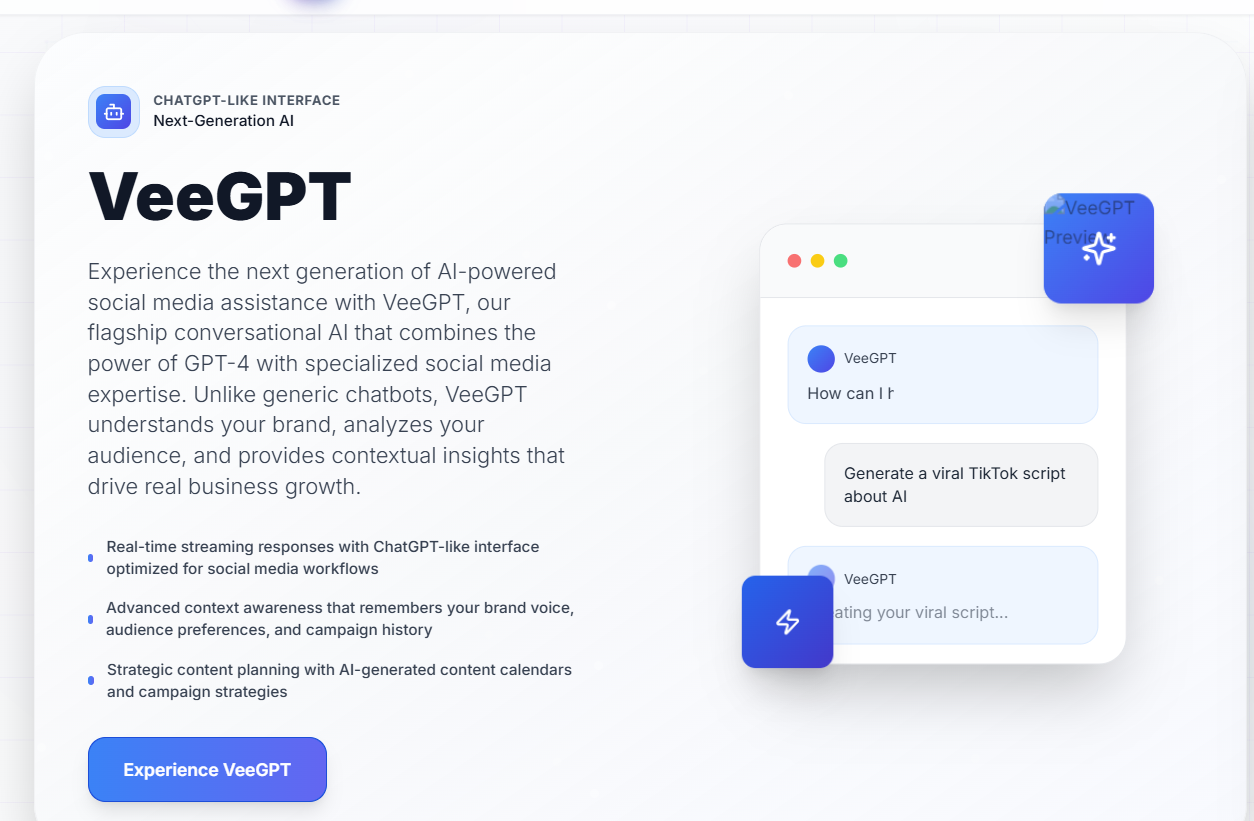 CHATGPT-LIKE INTERFACE
Next-Generation AI
VeeGPT
Experience the next generation of AI-powered
social media assistance with VeeGPT, our
flagship conversational AI that combines the
power of GPT-4 with specialized social media
expertise. Unlike generic chatbots, VeeGPT
understands your brand, analyzes your
audience, and provides contextual insights that
drive real business growth.
Real-time streaming responses with ChatGPT-like interface
optimized for social media workflows
Advanced context awareness that remembers your brand voice,
audience preferences, and campaign history
Strategic content planning with AI-generated content calendars
and campaign strategies
Experience VeeGPT
VeeGPT
VeeGPT
How can I h
Generate a viral TikTok script
about AI
VeeGPT
your viral script...